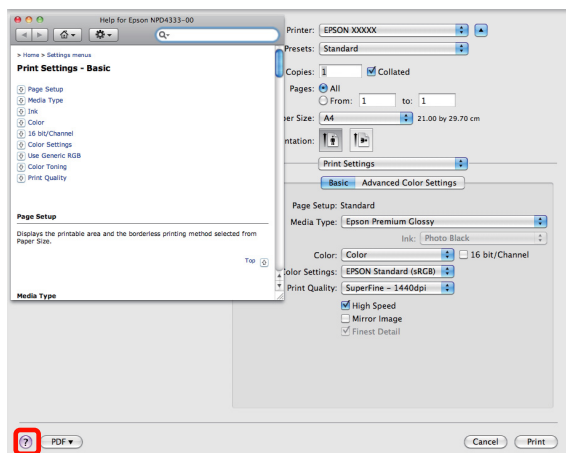 Help for Epson NPD4333-00
> Home > Settings menus
Print Settings - Basic
Page Setup
Media Type
Ink
Color
16 bit/Channel
Color Settings
Use Generic RGB
Color Toning
Print Quality
Page Setup
Displays the printable area and the borderless printing method selected from
Paper Size.
Top
Media Type
Printer: EPSON XXXXX
Presets: Standard
Copies: 1 Collated
Pages: All
From: 1 to: 1
Size: A4 21.00 by 29.70 cm
Print Settings
Basic Advanced Color Settings
Page Setup: Standard
Media Type: Epson Premium Glossy
Ink: Photo Black
Color: Color 16 bit/Channel
Settings: EPSON Standard (sRGB)
Print Quality: SuperFine - 1440dpi
High Speed
Mirror Image
Finest Detail
? PDF ▾ Cancel Print